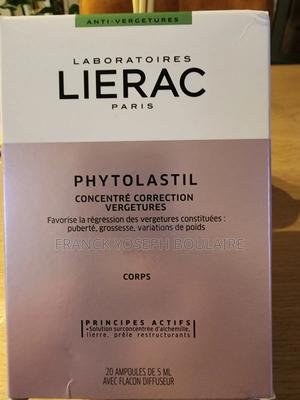 ANTI-VERGETURES
LABORATOIRES
LIERAC
PARIS
PHYTOLASTIL
CONCENTRÉ CORRECTION
VERGETURES
Favorise la régression des vergetures constituées :
puberté, grossesse, variations de poids
FRANCK YOSEPH BOULAIRE
CORPS
PRINCIPES ACTIFS
•Solution surconcentrée d'alchemille,
lierre, prêle restructurants
20 AMPOULES DE 5 ML
AVEC FLACON DIFFUSEUR